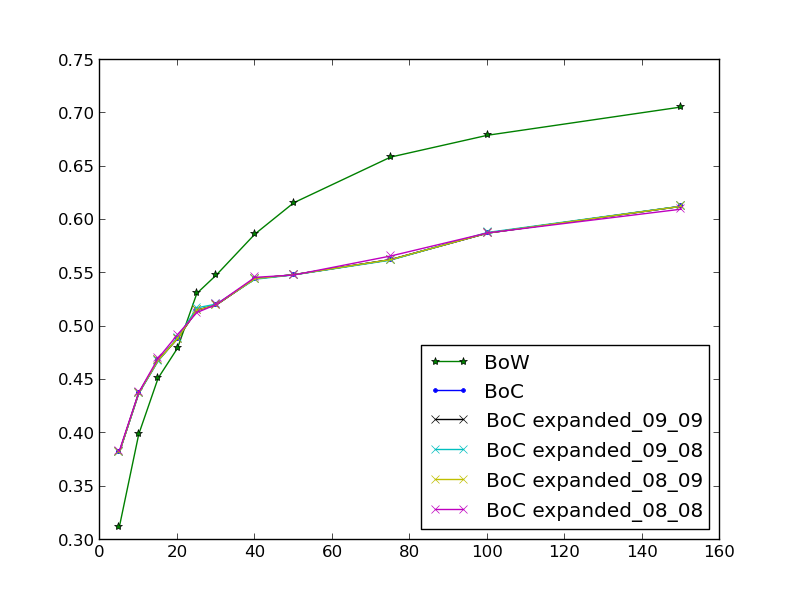 0.75
0.70
0.65
0.60
0.55
0.50
0.45
0.40
0.35
0.30
BoW
BoC
BoC expanded_09_09
BoC expanded_09_08
BoC expanded_08_09
BoC expanded_08_08
0 20 40 60 80 100 120 140 160